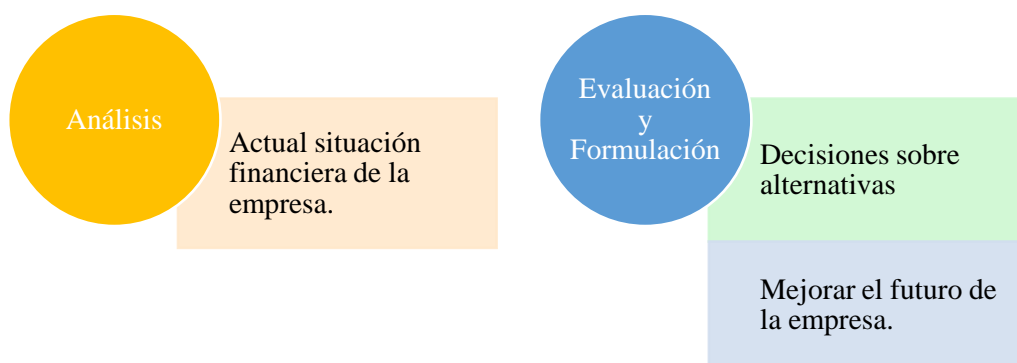 Análisis
Actual situación
financiera de la
empresa.
Evaluación
y
Formulación
Decisiones sobre
alternativas
Mejorar el futuro de
la empresa.